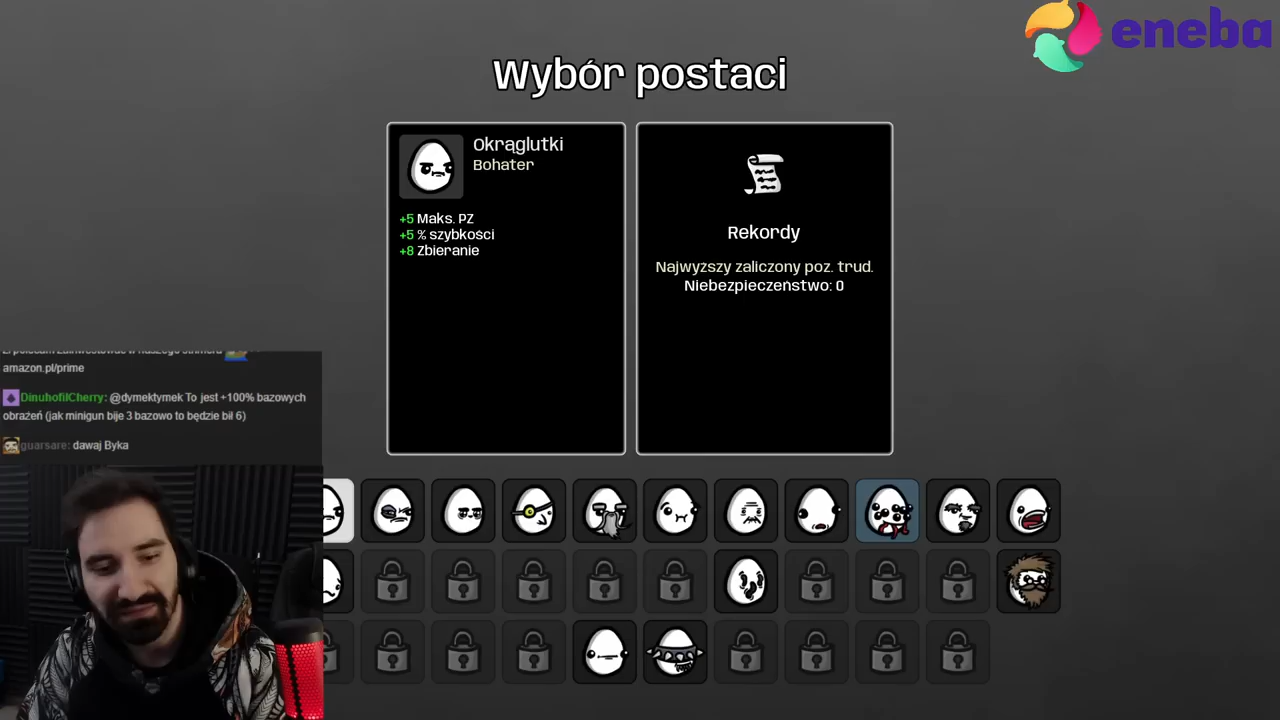 eneba
Wybór postaci
Okrąglutki
Bohater
+5 Maks. PŻ
+5 % szybkości
+8 Zbieranie
Rekordy
Najwyższy zaliczony poz. trud.
Niebezpieczeństwo: 0
amazon.pl/prime
DinuhofilCherry: @dymektymek To jest +100% bazowych
obrażeń (jak minigun bije 3 bazowo to będzie bił 6)
guarsare: dawaj Byka